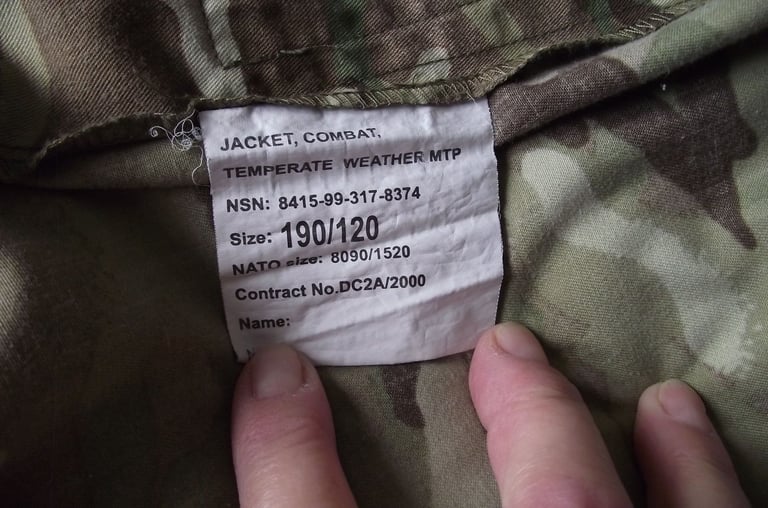 JACKET, COMBAT,
TEMPERATE WEATHER MTP
NSN: 8415-99-317-8374
Size: 190/120
NATO size: 8090/1520
Contract No.DC2A/2000
Name: